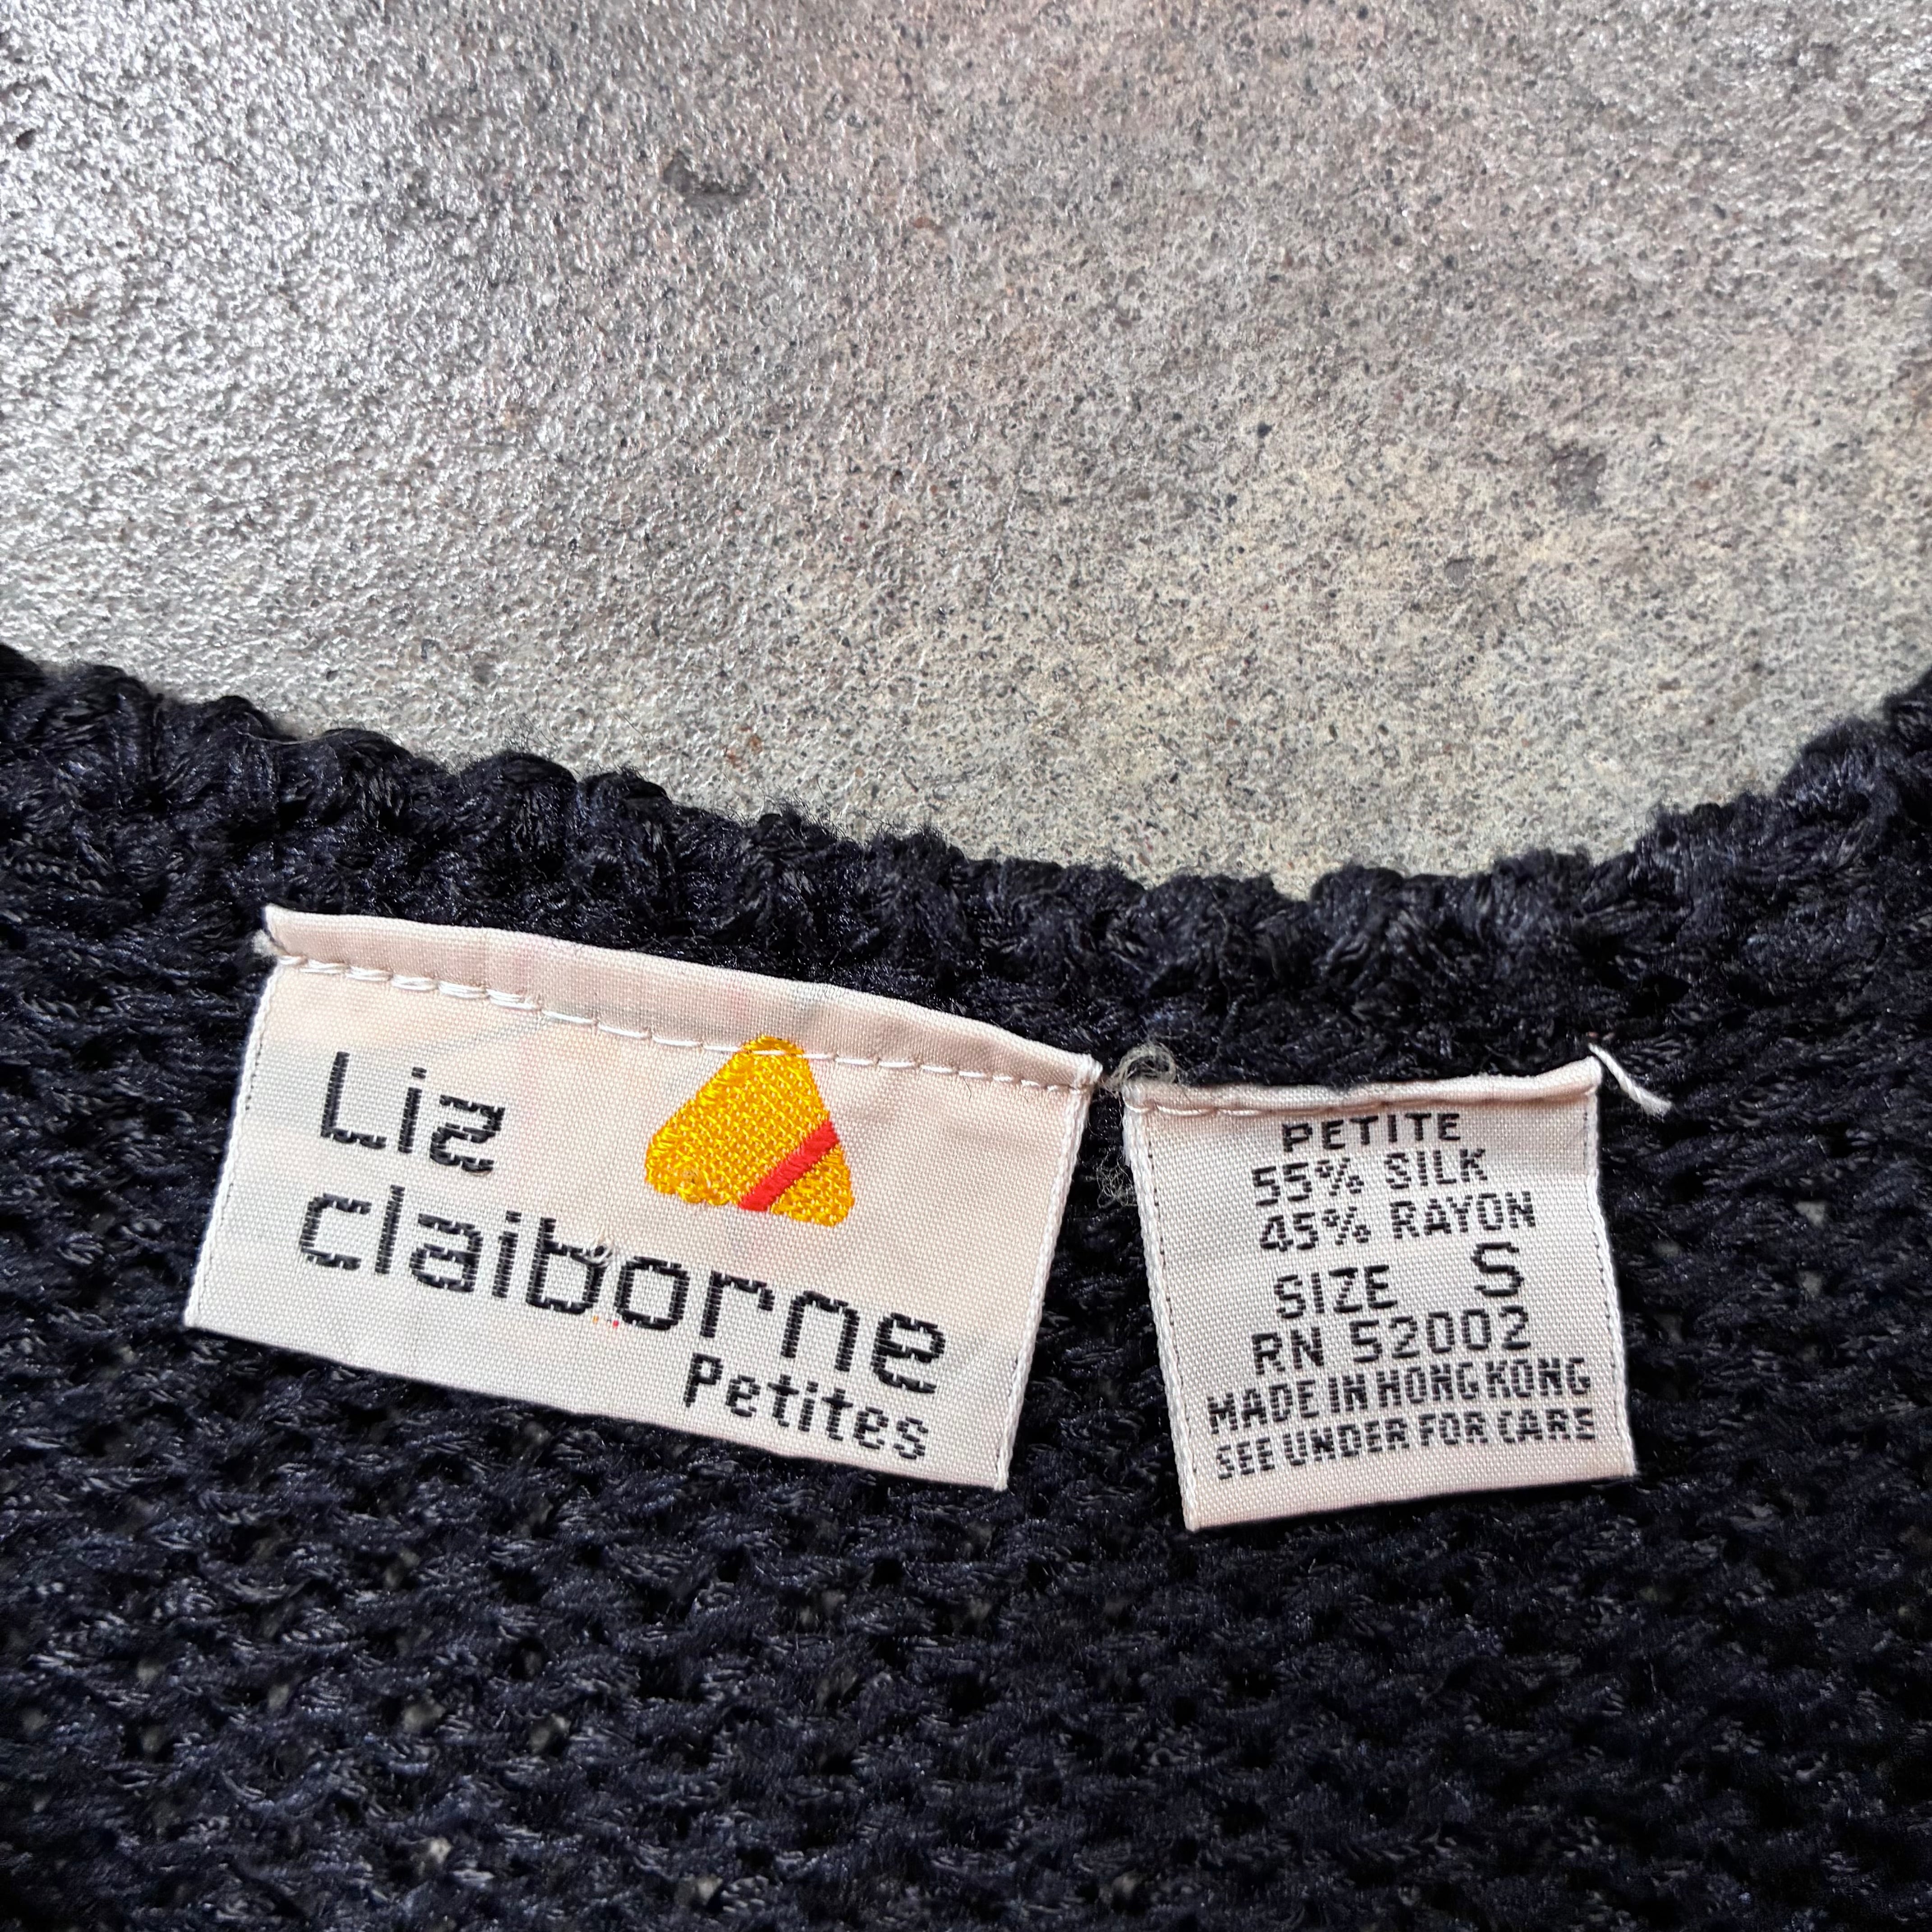 Liz
claiborne
Petites
PETITE
55% SILK
45% RAYON
SIZE S
RN 52002
MADE IN HONG KONG
SEE UNDER FOR CARE